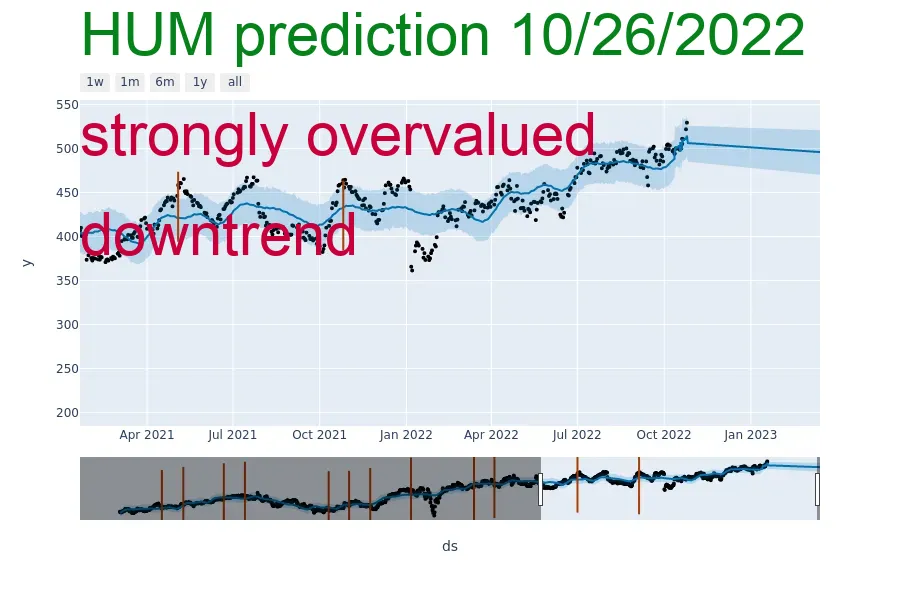 HUM prediction 10/26/2022
1w 1m 6m 1y all
550
strongly overvalued
500
450
downtrend
400
350
300
250
200
y
Apr 2021 Jul 2021 Oct 2021 Jan 2022 Apr 2022 Jul 2022 Oct 2022 Jan 2023
ds